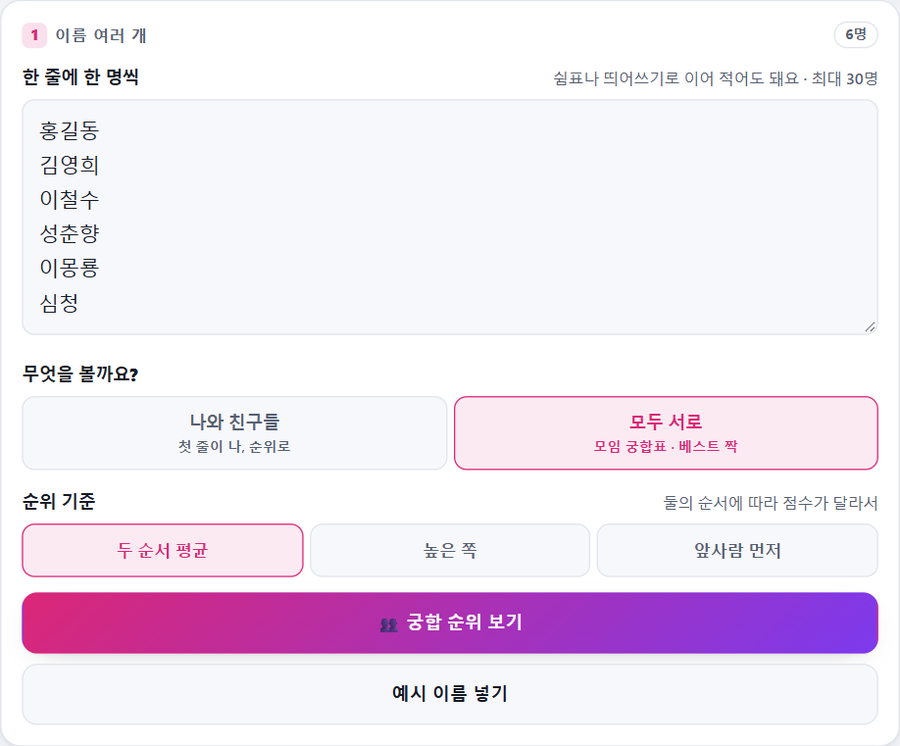 1 이름 여러 개 6명
한 줄에 한 명씩 쉼표나 띄어쓰기로 이어 적어도 돼요 · 최대 30명
홍길동
김영희
이철수
성춘향
이몽룡
심청
무엇을 볼까요?
나와 친구들
첫 줄이 나, 순위로
모두 서로
모임 궁합표 · 베스트 짝
순위 기준 둘의 순서에 따라 점수가 달라서
두 순서 평균 높은 쪽 앞사람 먼저
👥 궁합 순위 보기
예시 이름 넣기